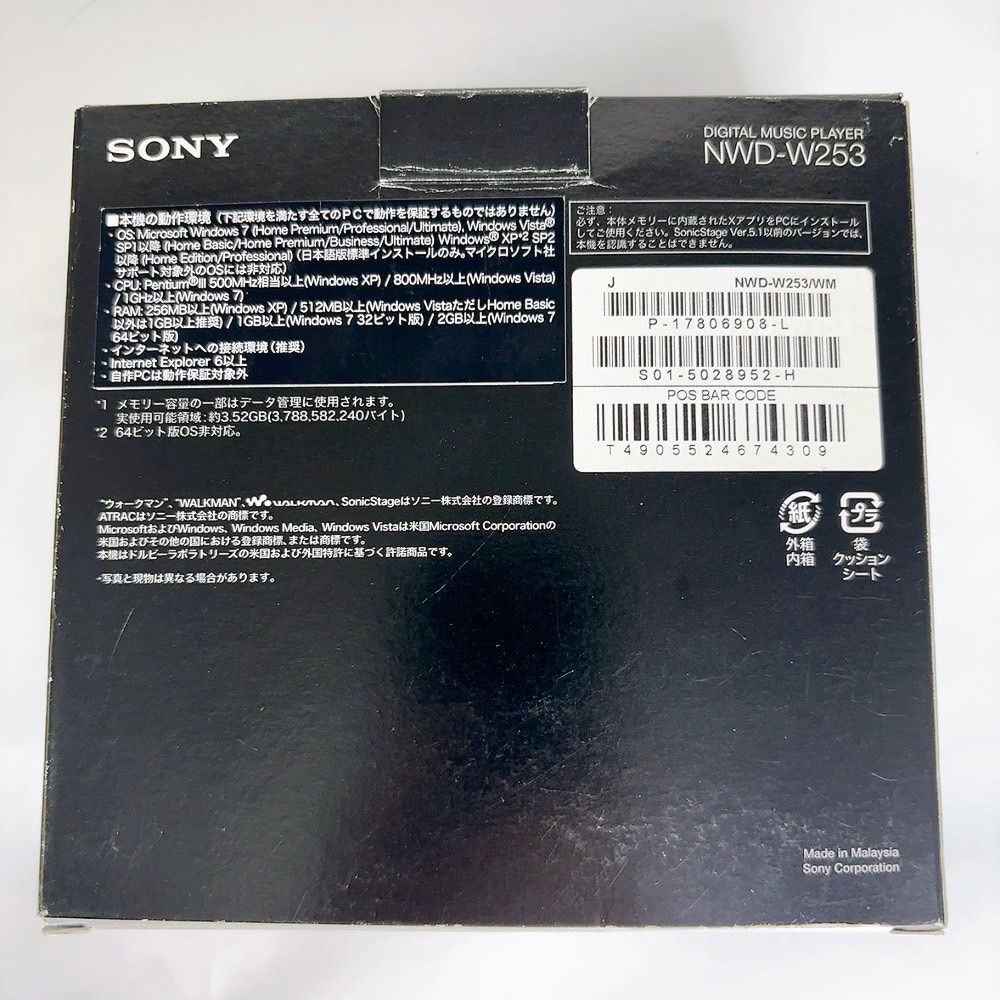 SONY
DIGITAL MUSIC PLAYER
NWD-W253
■本機の動作環境(下記環境を満たす全てのPCで動作を保証するものではありません)
・OS: Microsoft Windows 7 (Home Premium/Professional/Ultimate), Windows Vista®
SP1以降 (Home Basic/Home Premium/Business/Ultimate) Windows® XP*2 SP2
以降 (Home Edition/Professional) (日本語版標準インストールのみ。マイクロソフト社
サポート対象外のOSには非対応)
・CPU: Pentium®III 500MHz相当以上(Windows XP) / 800MHz以上(Windows Vista)
/ 1GHz以上(Windows 7)
・RAM: 256MB以上(Windows XP) / 512MB以上(Windows VistaただしHome Basic
以外は1GB以上推奨) / 1GB以上(Windows 7 32ビット版) / 2GB以上(Windows 7
64ビット版)
・インターネットへの接続環境(推奨)
・Internet Explorer 6以上
・自作PCは動作保証対象外
*1 メモリー容量の一部はデータ管理に使用されます。
実使用可能領域:約3.52GB(3,788,582,240バイト)
*2 64ビット版OS非対応。
ご注意:
必ず、本体メモリーに内蔵されたXアプリをPCにインストール
してご使用ください。SonicStage Ver.5.1以前のバージョンでは、
本機を認識することはできません。
J NWD-W253/WM
P-17806908-L
S01-5028952-H
POS BAR CODE
T4905524674309
"ウォークマン"、"WALKMAN"、W. WALKMAN、SonicStageはソニー株式会社の登録商標です。
ATRACはソニー株式会社の商標です。
MicrosoftおよびWindows、Windows Media、Windows Vistaは米国Microsoft Corporationの
米国およびその他の国における登録商標、または商標です。
本機はドルビーラボラトリーズの米国および外国特許に基づく許諾商品です。
・写真と現物は異なる場合があります。
紙
外箱
内箱
プラ
袋
クッション
シート
Made in Malaysia
Sony Corporation